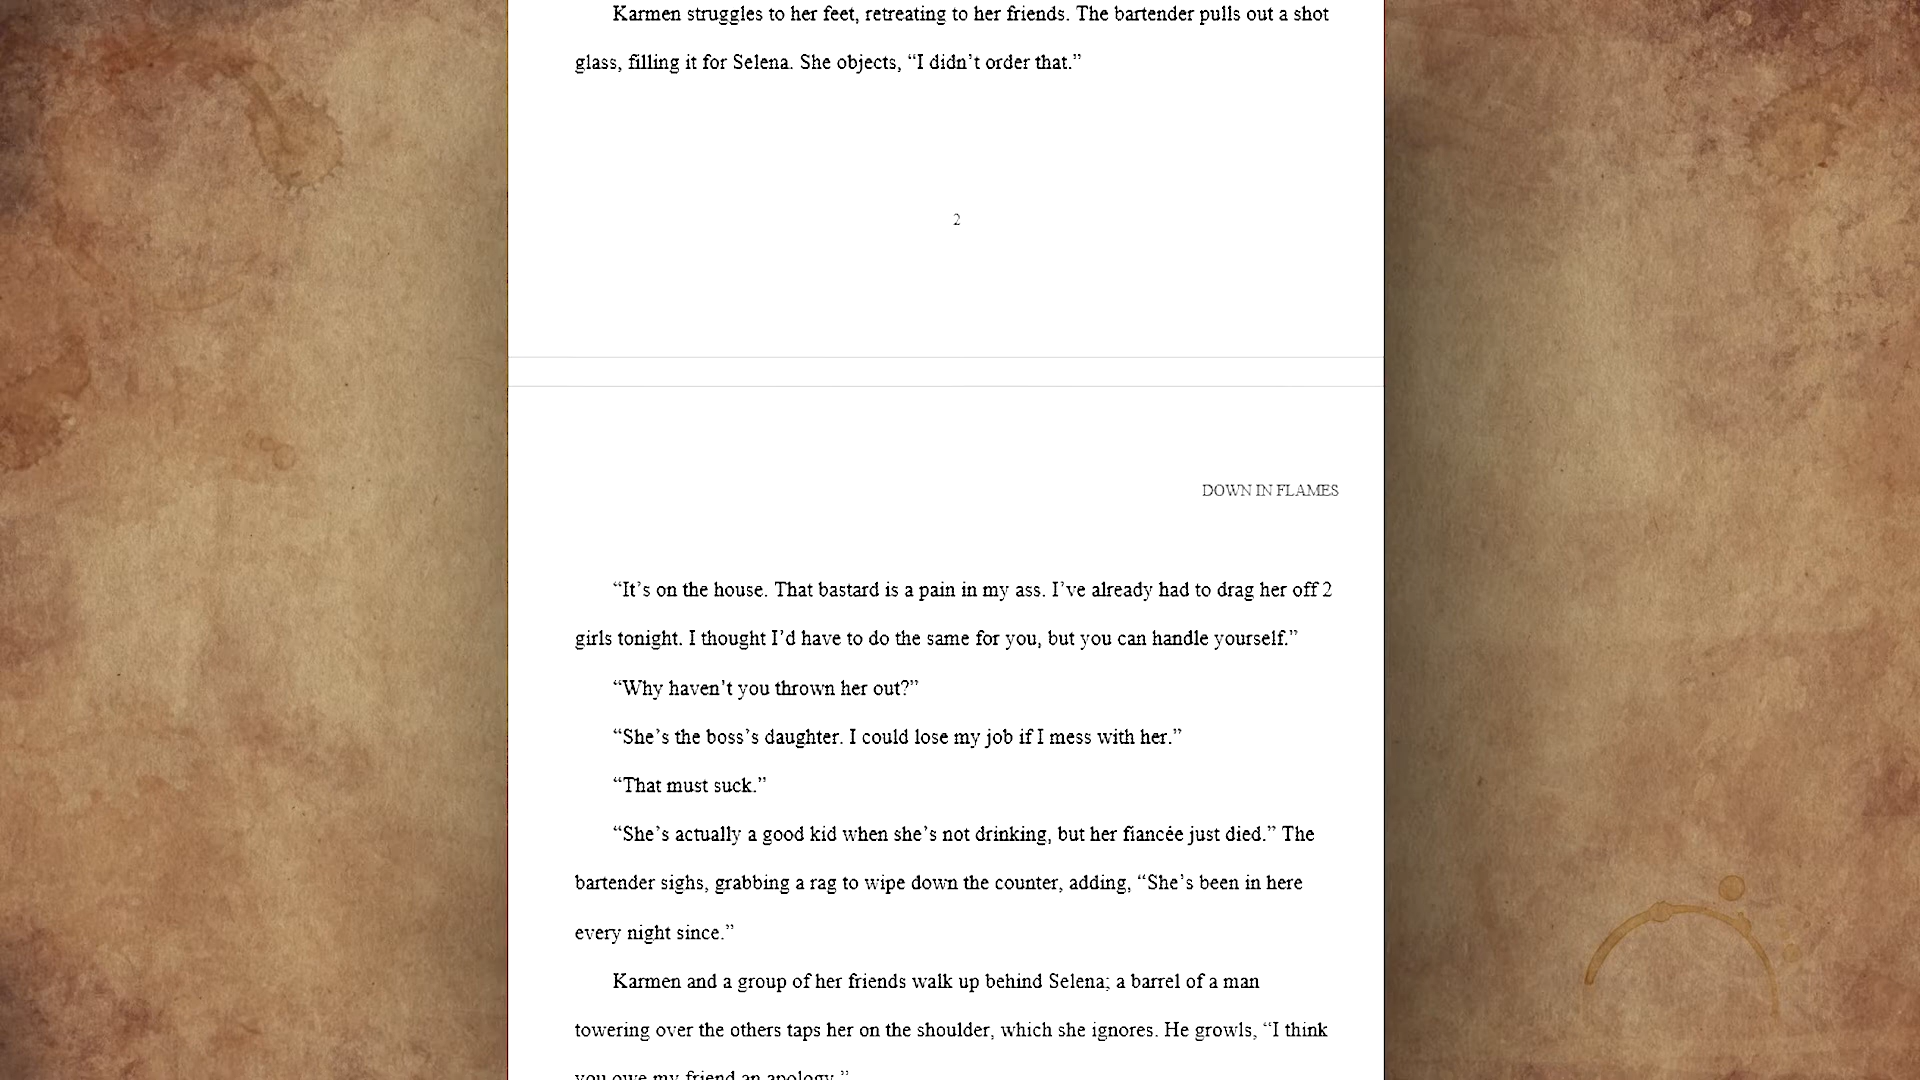 Karmen struggles to her feet, retreating to her friends. The bartender pulls out a shot
glass, filling it for Selena. She objects, “I didn’t order that.”
2
DOWN IN FLAMES
“It’s on the house. That bastard is a pain in my ass. I’ve already had to drag her off 2
girls tonight. I thought I’d have to do the same for you, but you can handle yourself.”
“Why haven’t you thrown her out?”
“She’s the boss’s daughter. I could lose my job if I mess with her.”
“That must suck.”
“She’s actually a good kid when she’s not drinking, but her fiancée just died.” The
bartender sighs, grabbing a rag to wipe down the counter, adding, “She’s been in here
every night since.”
Karmen and a group of her friends walk up behind Selena; a barrel of a man
towering over the others taps her on the shoulder, which she ignores. He growls, “I think
you owe my friend an apology.”